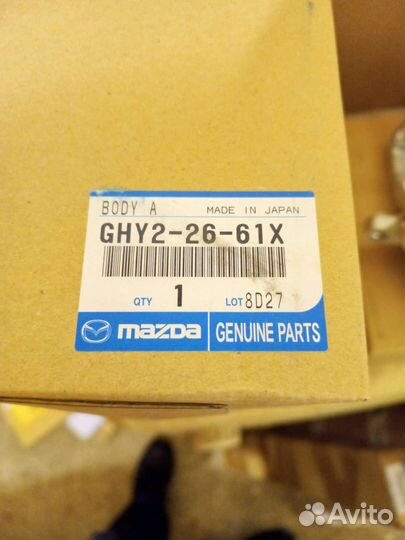 BODY A MADE IN JAPAN
GHY2-26-61X
QTY 1 LOT 8D27
mazda GENUINE PARTS
Avito